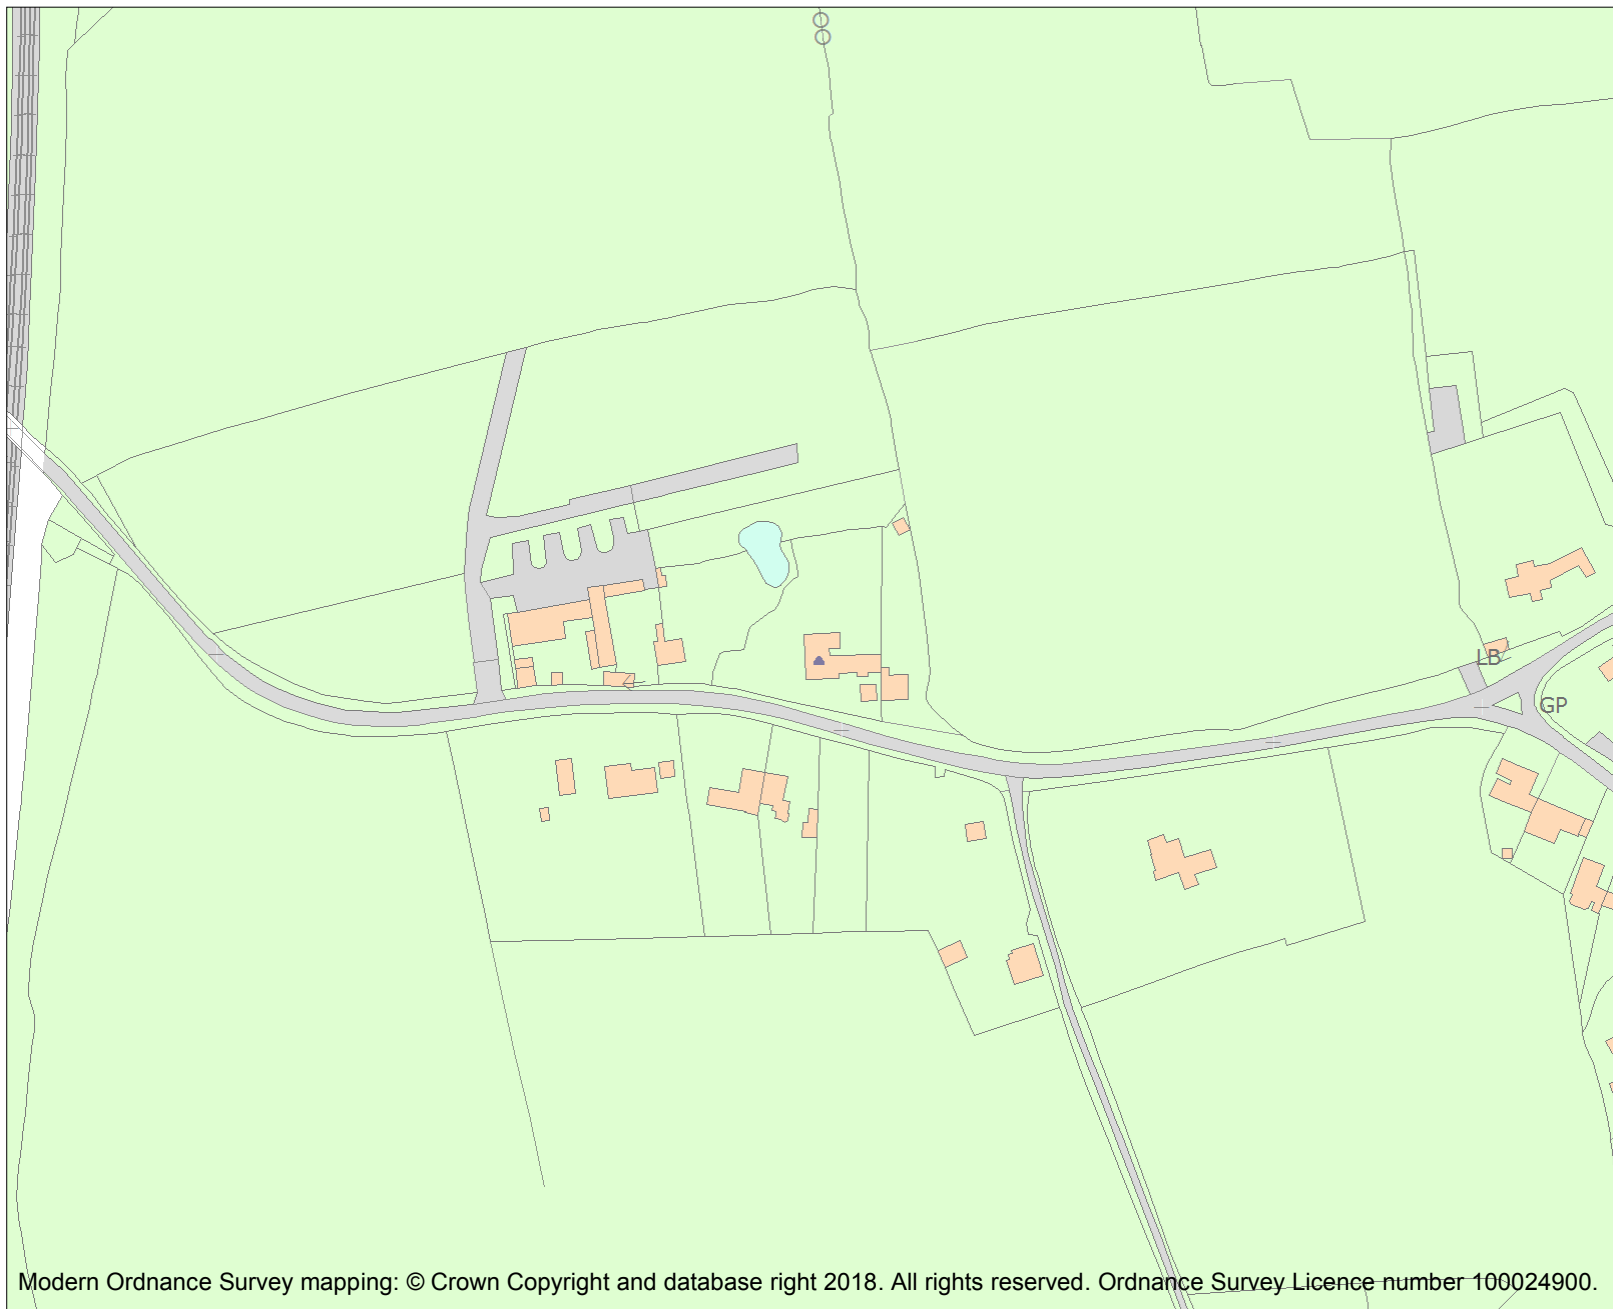 LB
GP
Modern Ordnance Survey mapping: © Crown Copyright and database right 2018. All rights reserved. Ordnance Survey Licence number 100024900.